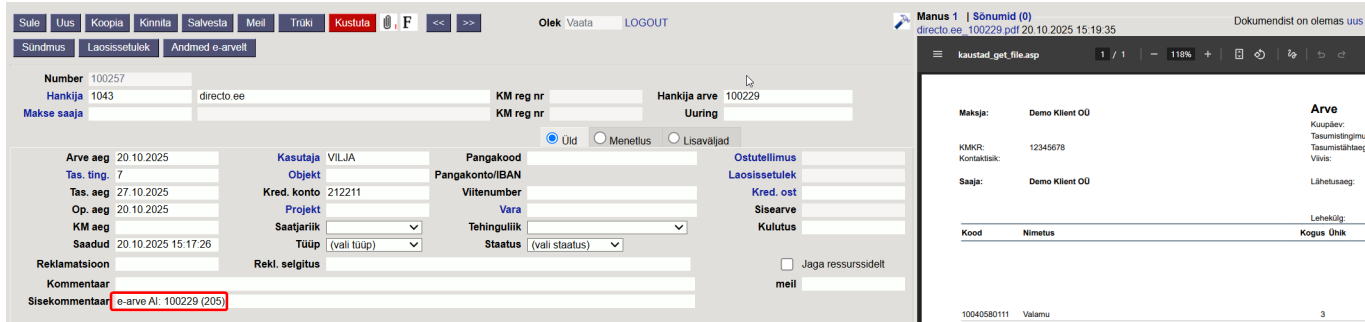 Sule Uus Koopia Kinnita Salvesta Meil Trüki Kustuta F << >> Olek Vaata LOGOUT
Sündmus Laosissetulek Andmed e-arvelt
Number 100257
Hankija 1043 directo.ee KM reg nr Hankija arve 100229
Makse saaja KM reg nr Uuring
Üld Menetlus Lisaväljad
Arve aeg 20.10.2025 Kasutaja VILJA Pangakood Ostutellimus
Tas. ting. 7 Objekt Pangakonto/IBAN Laosissetulek
Tas. aeg 27.10.2025 Kred. konto 212211 Viitenumber Kred. ost
Op. aeg 20.10.2025 Projekt Vara Sisearve
KM aeg Saatjariik Tehinguliik Kulutus
Saadud 20.10.2025 15:17:26 Tüüp (vali tüüp) Staatus (vali staatus)
Reklamatsioon Rekl. selgitus Jaga ressurssidelt
Kommentaar meil
Sisekommentaar e-arve AI: 100229 (205)
Manus 1 | Sõnumid (0) Dokumendist on olemas uus
directo.ee_100229.pdf 20.10.2025 15:19:35
kaustad_get_file.asp 1 / 1 − 118% +
Maksja: Demo Klient OÜ Arve
Kuupäev:
Tasumistingimu
KMKR: 12345678 Tasumistähtaeg
Kontaktisik: Viivis:
Saaja: Demo Klient OÜ Lähetusaeg:
Lehekülg:
Kood Nimetus Kogus Ühik
10040580111 Valamu 3